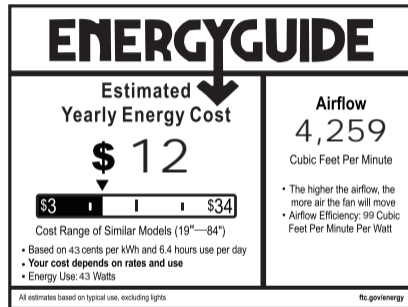 ENERGYGUIDE
Estimated
Yearly Energy Cost
$ 12
$3 $34
Cost Range of Similar Models (19"—84")
• Based on 43 cents per kWh and 6.4 hours use per day
• Your cost depends on rates and use
• Energy Use: 43 Watts
Airflow
4,259
Cubic Feet Per Minute
• The higher the airflow, the
more air the fan will move
• Airflow Efficiency: 99 Cubic
Feet Per Minute Per Watt
All estimates based on typical use, excluding lights
ftc.gov/energy